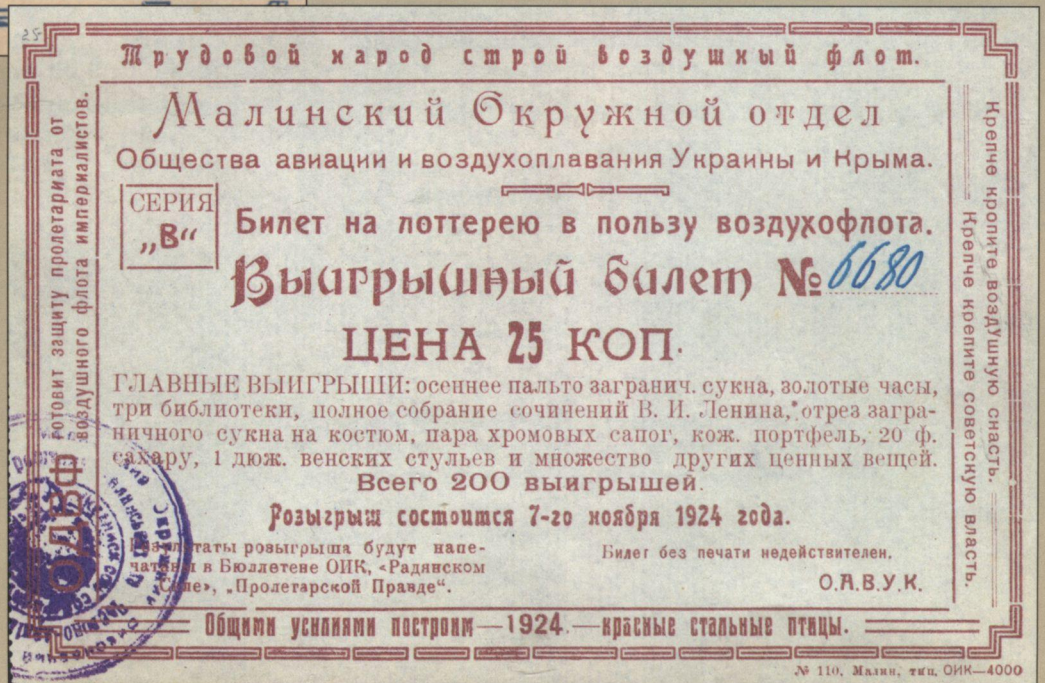 25
Трудовой народ строй воздушный флот.
Малинский Окружной отдел
Общества авиации и воздухоплавания Украины и Крыма.
СЕРИЯ
„В“
Билет на лоттерею в пользу воздухофлота.
Выигрышный билет № 6680
ЦЕНА 25 КОП.
ГЛАВНЫЕ ВЫИГРЫШИ: осеннее пальто загранич. сукна, золотые часы,
три библиотеки, полное собрание сочинений В. И. Ленина, отрез загра-
ничного сукна на костюм, пара хромовых сапог, кож. портфель, 20 ф.
сахару, 1 дюж. венских стульев и множество других ценных вещей.
Всего 200 выигрышей.
Розыгрыш состоится 7-го ноября 1924 года.
Результаты розыгрыша будут напе-
чатаны в Бюллетене ОИК, «Радянском
Селе», „Пролетарской Правде“.
Билет без печати недействителен.
О.А.В.У.К.
Общими усилиями построим—1924—красные стальные птицы.
ОДВФ готовит защиту пролетариата от
воздушного флота империалистов.
Крепче кропите воздушную снасть.
Крепче крепите советскую власть.
№ 110, Малин, тип. ОИК—4000